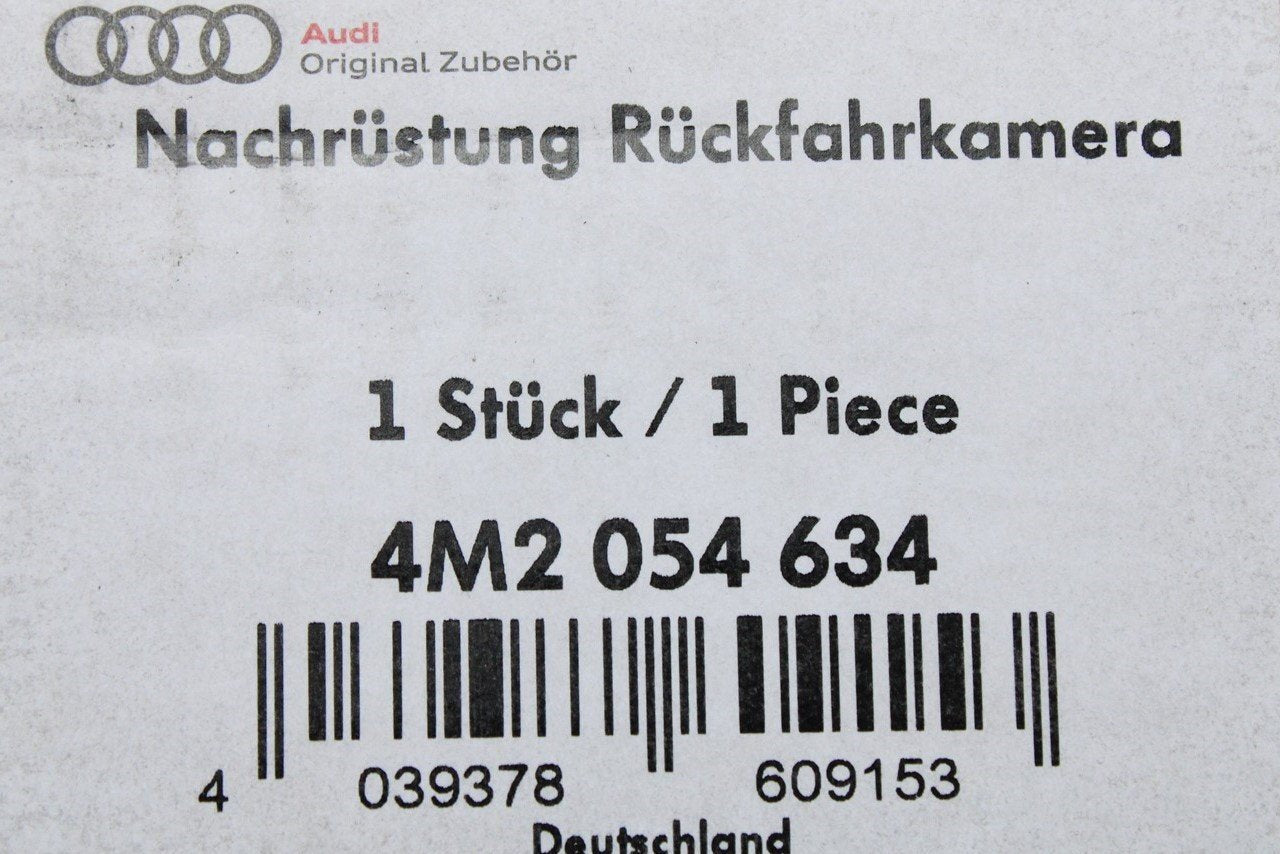 Audi
Original Zubehör
Nachrüstung Rückfahrkamera
1 Stück / 1 Piece
4M2 054 634
4 039378 609153
Deutschland